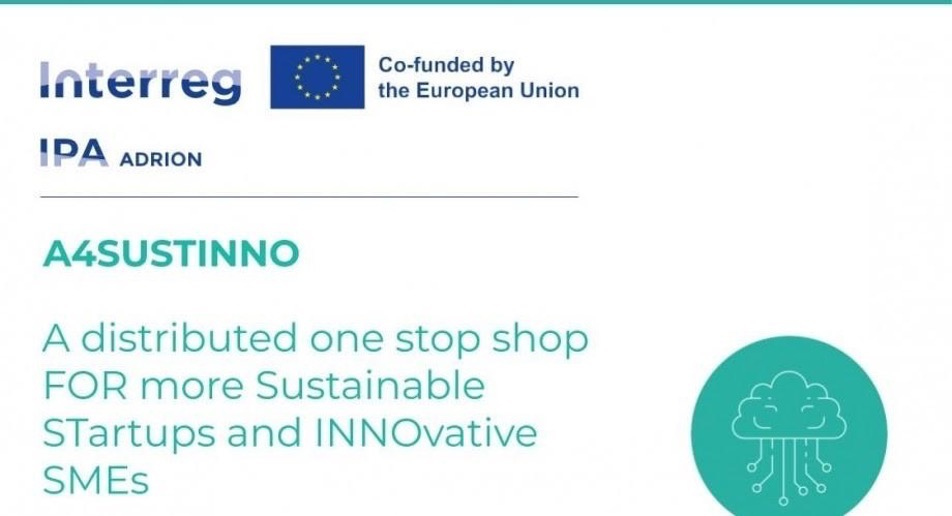 Interreg
Co-funded by
the European Union
IPA ADRION
A4SUSTINNO
A distributed one stop shop
FOR more Sustainable
STartups and INNOvative
SMEs